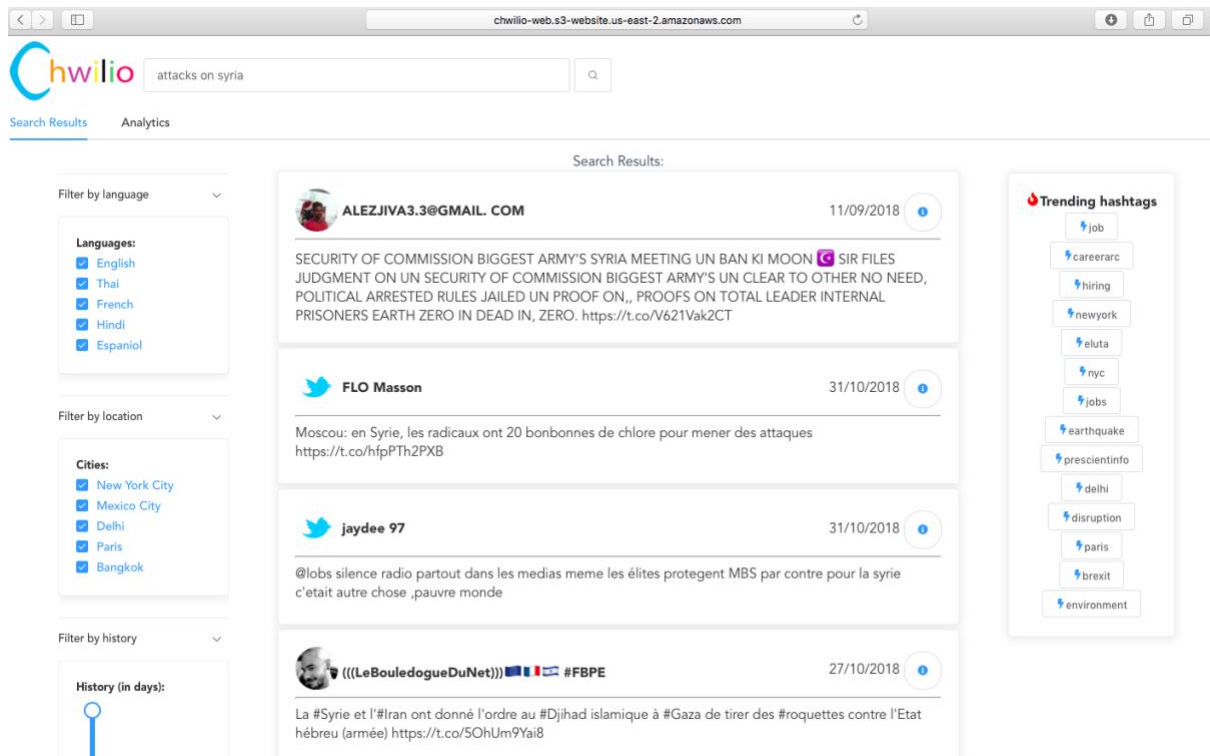 chwilio-web.s3-website.us-east-2.amazonaws.com
Chwilio
attacks on syria
Search Results Analytics
Search Results:
Filter by language
Languages:
English
Thai
French
Hindi
Espaniol
Filter by location
Cities:
New York City
Mexico City
Delhi
Paris
Bangkok
Filter by history
History (in days):
ALEZJIVA3.3@GMAIL. COM 11/09/2018
SECURITY OF COMMISSION BIGGEST ARMY'S SYRIA MEETING UN BAN KI MOON ☪️ SIR FILES
JUDGMENT ON UN SECURITY OF COMMISSION BIGGEST ARMY'S UN CLEAR TO OTHER NO NEED,
POLITICAL ARRESTED RULES JAILED UN PROOF ON,, PROOFS ON TOTAL LEADER INTERNAL
PRISONERS EARTH ZERO IN DEAD IN, ZERO. https://t.co/V621Vak2CT
FLO Masson 31/10/2018
Moscou: en Syrie, les radicaux ont 20 bonbonnes de chlore pour mener des attaques
https://t.co/hfpPTh2PXB
jaydee 97 31/10/2018
@lobs silence radio partout dans les medias meme les élites protegent MBS par contre pour la syrie
c'etait autre chose ,pauvre monde
(((LeBouledogueDuNet)))🇪🇺🇫🇷🇮🇱 #FBPE 27/10/2018
La #Syrie et l'#Iran ont donné l'ordre au #Djihad islamique à #Gaza de tirer des #roquettes contre l'Etat
hébreu (armée) https://t.co/5OhUm9Yai8
Trending hashtags
job
careerarc
hiring
newyork
eluta
nyc
jobs
earthquake
prescientinfo
delhi
disruption
paris
brexit
environment